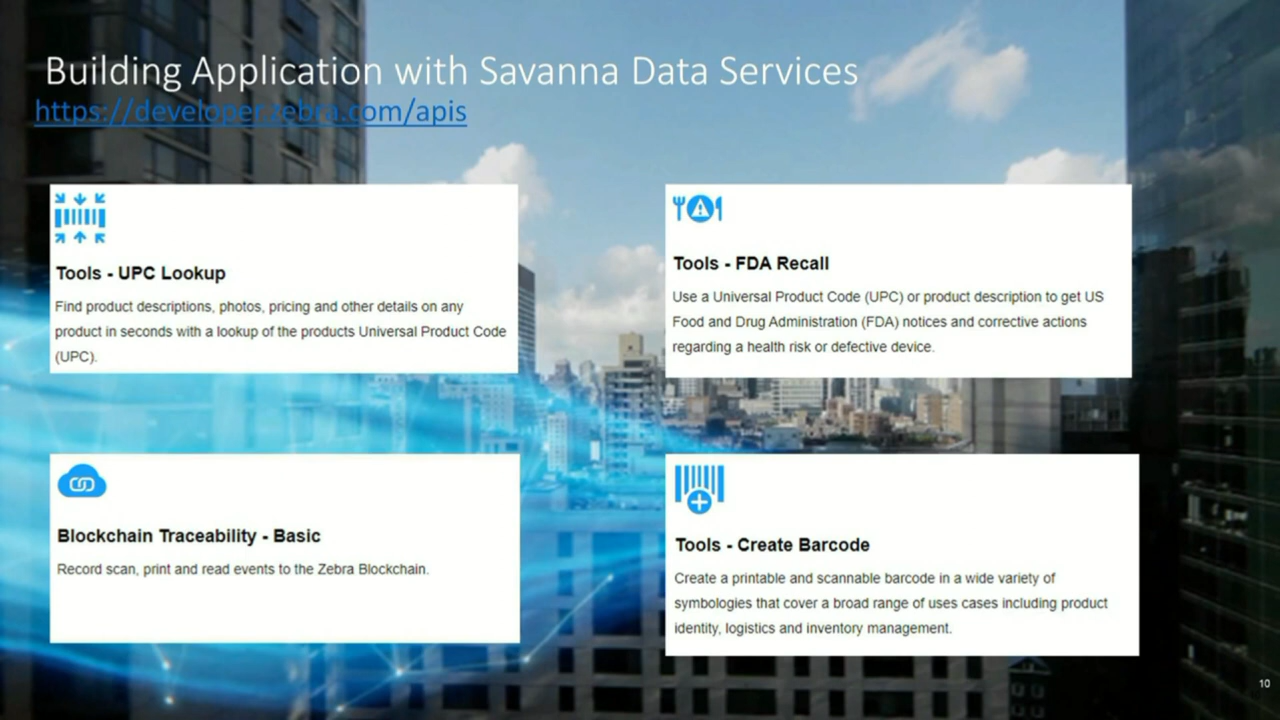 Building Application with Savanna Data Services
https://developer.zebra.com/apis
Tools - UPC Lookup
Find product descriptions, photos, pricing and other details on any
product in seconds with a lookup of the products Universal Product Code
(UPC).
Tools - FDA Recall
Use a Universal Product Code (UPC) or product description to get US
Food and Drug Administration (FDA) notices and corrective actions
regarding a health risk or defective device.
Blockchain Traceability - Basic
Record scan, print and read events to the Zebra Blockchain.
Tools - Create Barcode
Create a printable and scannable barcode in a wide variety of
symbologies that cover a broad range of uses cases including product
identity, logistics and inventory management.
10